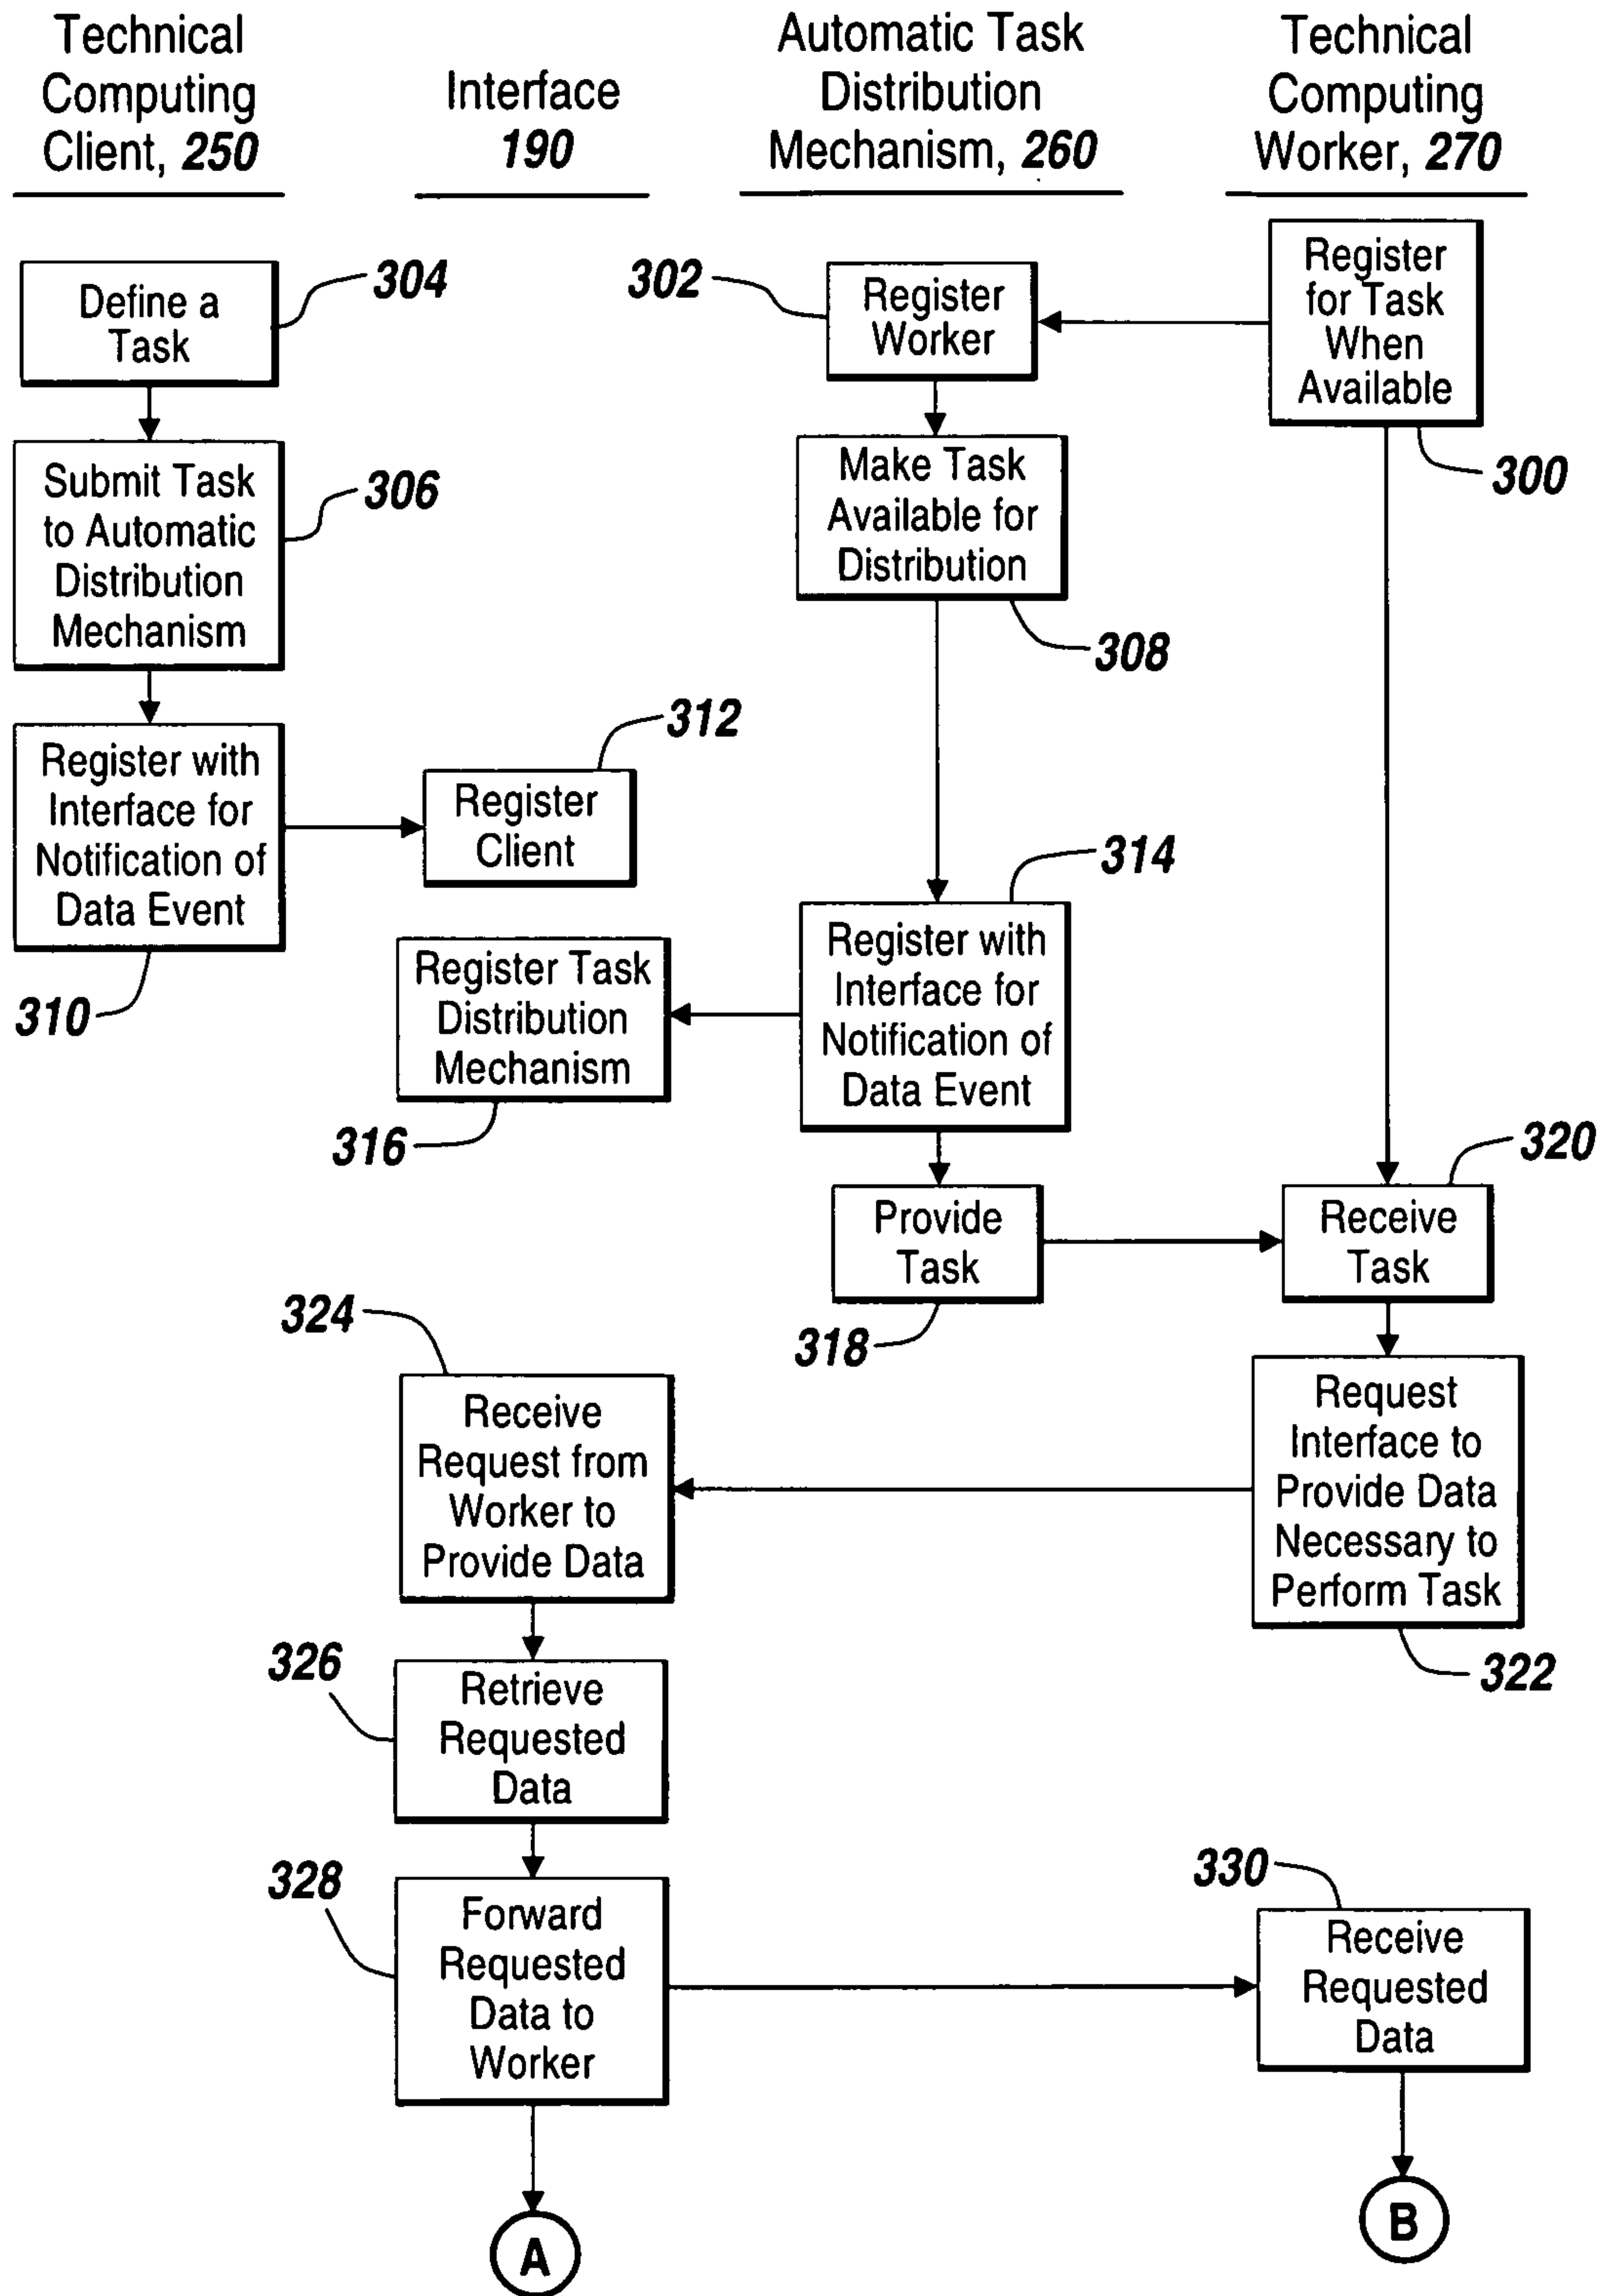 Technical
Computing
Client, 250
Interface
190
Automatic Task
Distribution
Mechanism, 260
Technical
Computing
Worker, 270
Define a
Task
304
302
Register
Worker
Register
for Task
When
Available
300
Submit Task
to Automatic
Distribution
Mechanism
306
Make Task
Available for
Distribution
308
Register with
Interface for
Notification of
Data Event
310
312
Register
Client
314
Register with
Interface for
Notification of
Data Event
Register Task
Distribution
Mechanism
316
Provide
Task
318
320
Receive
Task
324
Receive
Request from
Worker to
Provide Data
Request
Interface to
Provide Data
Necessary to
Perform Task
322
326
Retrieve
Requested
Data
328
Forward
Requested
Data to
Worker
330
Receive
Requested
Data
A
B